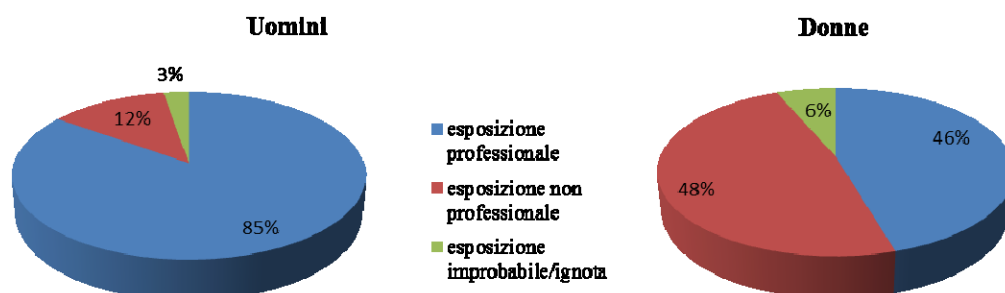 Uomini
3%
12%
85%
esposizione
professionale
esposizione non
professionale
esposizione
improbabile/ignota
Donne
6%
46%
48%